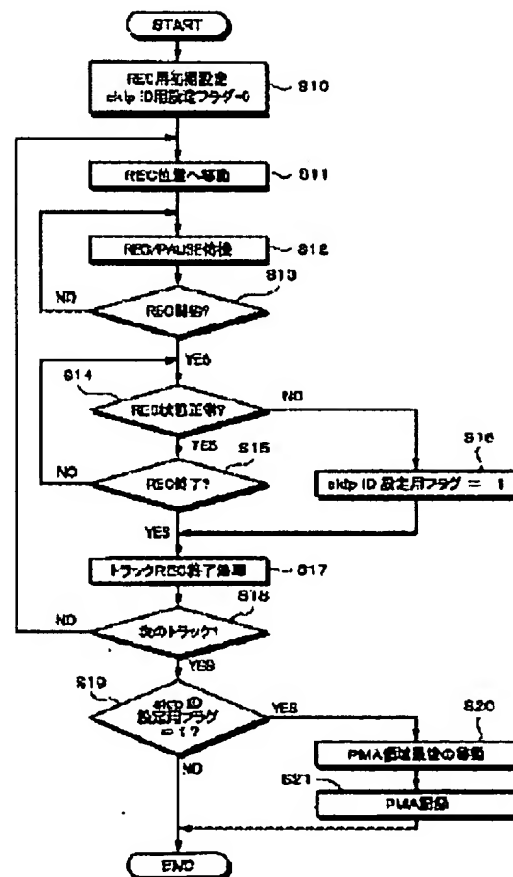 START
REC用初期設定
skip ID用設定フラグ=0
S10
REC位置へ移動
S11
REC/PAUSE待機
S12
REC開始?
S13
NO
YES
S14
REC状態正常?
NO
YES
S15
REC終了?
NO
YES
S16
skip ID 設定用フラグ = 1
トラックREC終了処理
S17
S18
次のトラック?
NO
YES
S19
skip ID
設定用フラグ
= 1?
YES
NO
S20
PMA領域最後の移動
S21
PMA記録
END